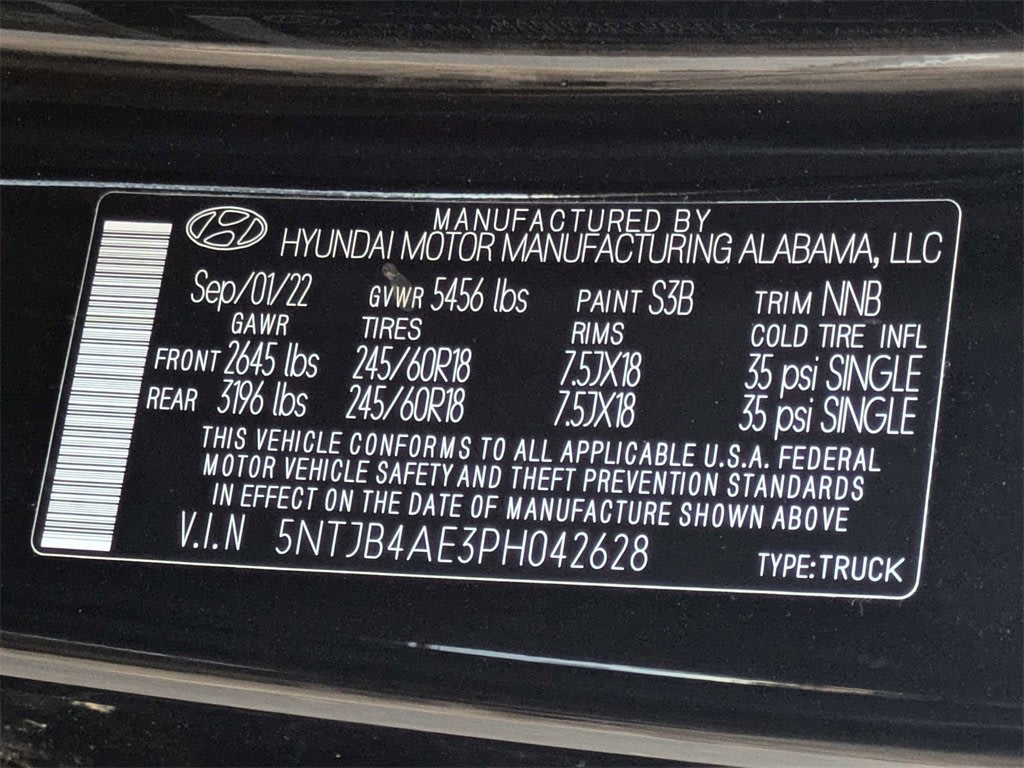 MANUFACTURED BY
HYUNDAI MOTOR MANUFACTURING ALABAMA, LLC
Sep/01/22 GVWR 5456 lbs PAINT S3B TRIM NNB
GAWR TIRES RIMS COLD TIRE INFL
FRONT 2645 lbs 245/60R18 7.5JX18 35 psi SINGLE
REAR 3196 lbs 245/60R18 7.5JX18 35 psi SINGLE
THIS VEHICLE CONFORMS TO ALL APPLICABLE U.S.A. FEDERAL
MOTOR VEHICLE SAFETY AND THEFT PREVENTION STANDARDS
IN EFFECT ON THE DATE OF MANUFACTURE SHOWN ABOVE
V.I.N 5NTJB4AE3PH042628 TYPE:TRUCK